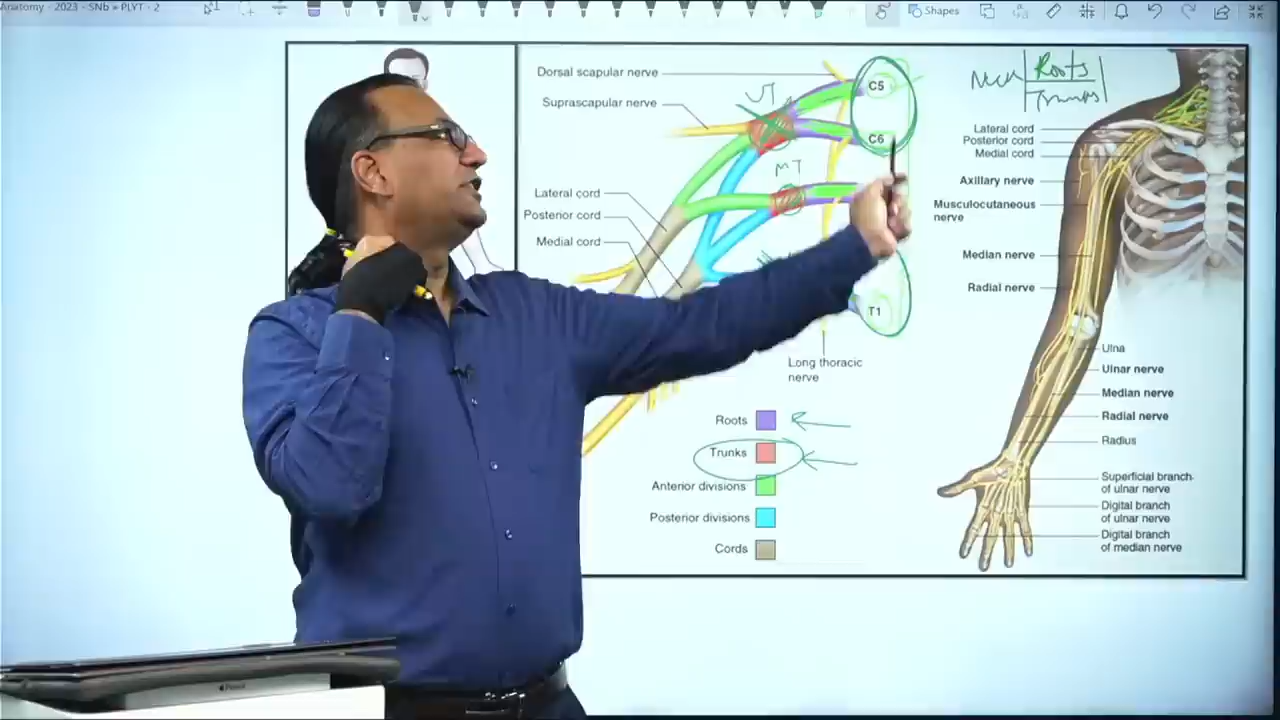 Anatomy - 2023 - SNb » PLYT - 2
Shapes
Dorsal scapular nerve
Suprascapular nerve
Lateral cord
Posterior cord
Medial cord
UT
MT
C5
C6
T1
Long thoracic
nerve
Roots
Trunks
Anterior divisions
Posterior divisions
Cords
Roots
Trunks
Lateral cord
Posterior cord
Medial cord
Axillary nerve
Musculocutaneous
nerve
Median nerve
Radial nerve
Ulna
Ulnar nerve
Median nerve
Radial nerve
Radius
Superficial branch
of ulnar nerve
Digital branch
of ulnar nerve
Digital branch
of median nerve